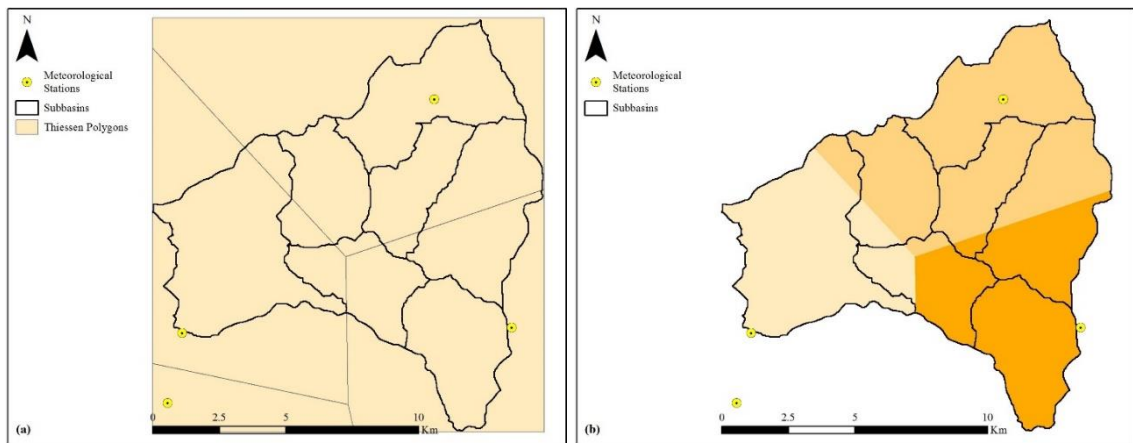 N
Meteorological
Stations
Subbasins
Thiessen Polygons
0 2.5 5 10
Km
(a)
N
Meteorological
Stations
Subbasins
0 2.5 5 10
Km
(b)